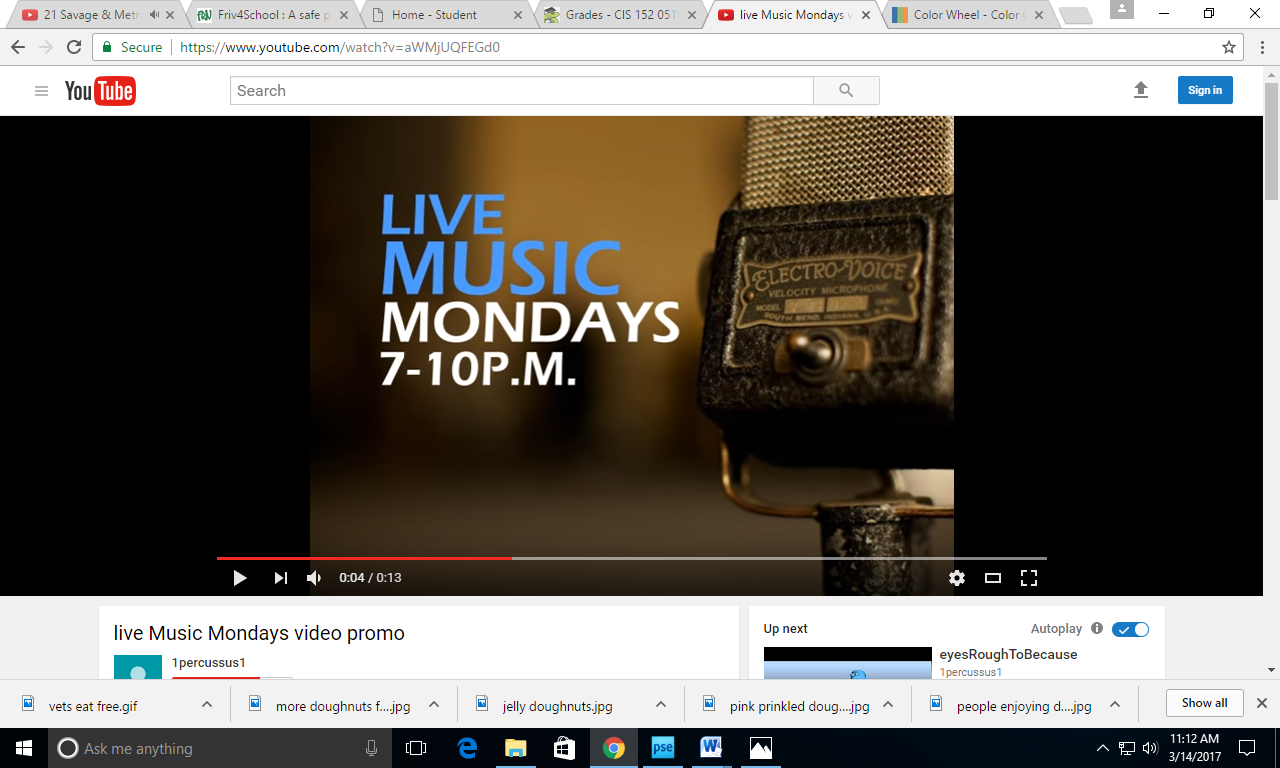 21 Savage & Metr
Friv4School : A safe p
Home - Student
Grades - CIS 152 051
live Music Mondays v
Color Wheel - Color
Secure
https://www.youtube.com/watch?v=aWMjUQFEGd0
YouTube
Search
Sign in
LIVE
MUSIC
MONDAYS
7-10P.M.
ELECTRO-VOICE
VELOCITY MICROPHONE
MODEL
OHMS
SOUTH BEND, INDIANA, U.S.A.
0:04 / 0:13
live Music Mondays video promo
1percussus1
Up next
Autoplay
eyesRoughToBecause
1percussus1
vets eat free.gif
more doughnuts f....jpg
jelly doughnuts.jpg
pink prinkled doug....jpg
people enjoying d....jpg
Show all
Ask me anything
pse
11:12 AM
3/14/2017